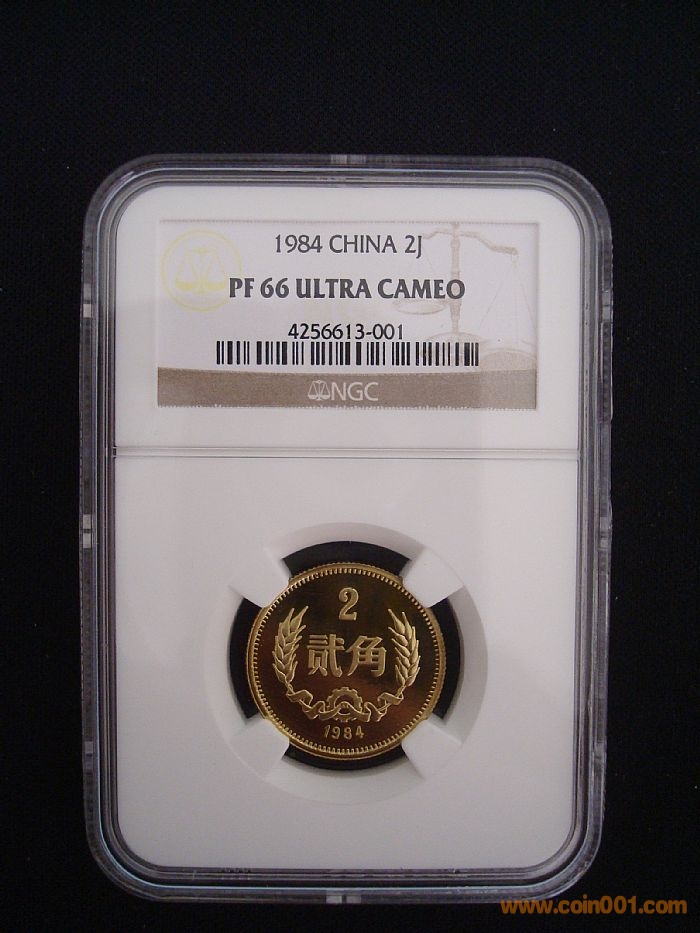 1984 CHINA 2J
PF 66 ULTRA CAMEO
4256613-001
NGC
2
贰角
1984
www.coin001.com